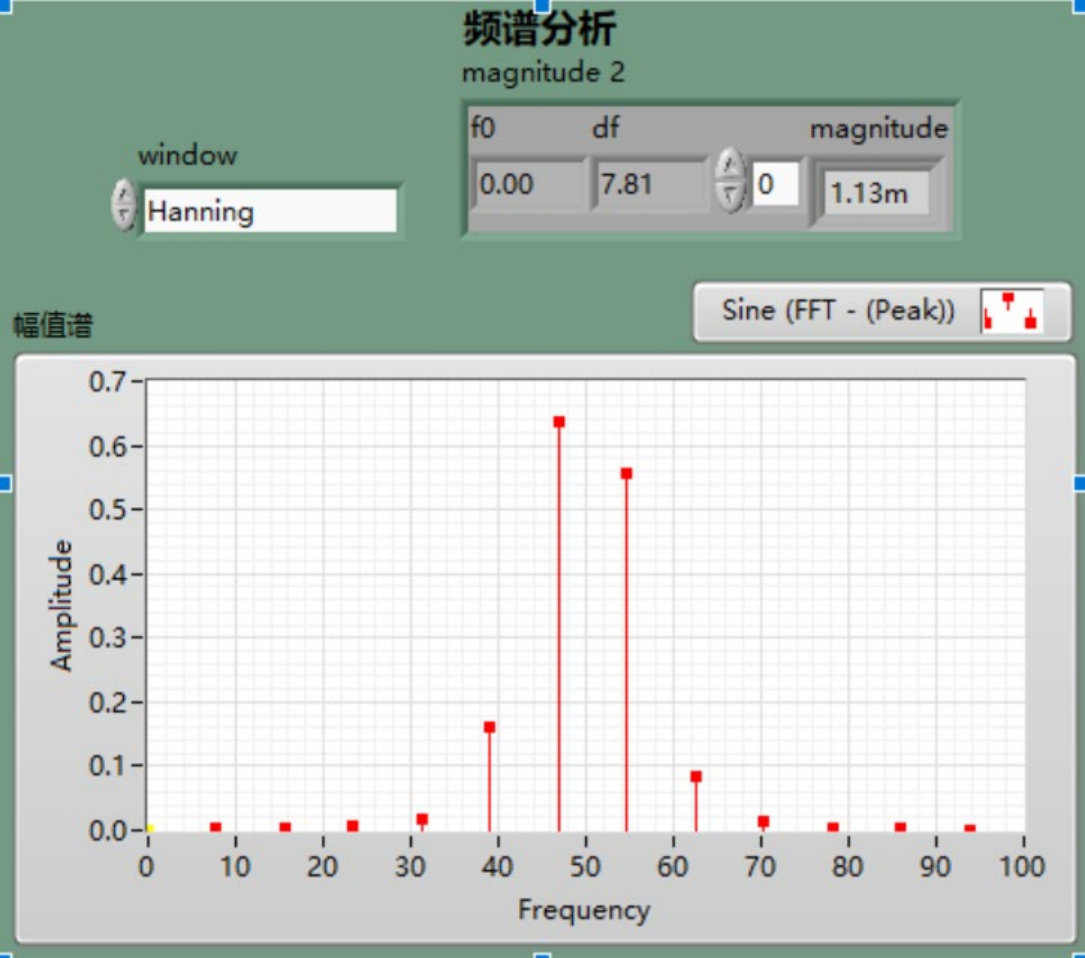 频谱分析
magnitude 2
f0 df magnitude
0.00 7.81 0 1.13m
window
Hanning
Sine (FFT - (Peak))
幅值谱
0.7
0.6
0.5
0.4
0.3
0.2
0.1
0.0
Amplitude
0 10 20 30 40 50 60 70 80 90 100
Frequency